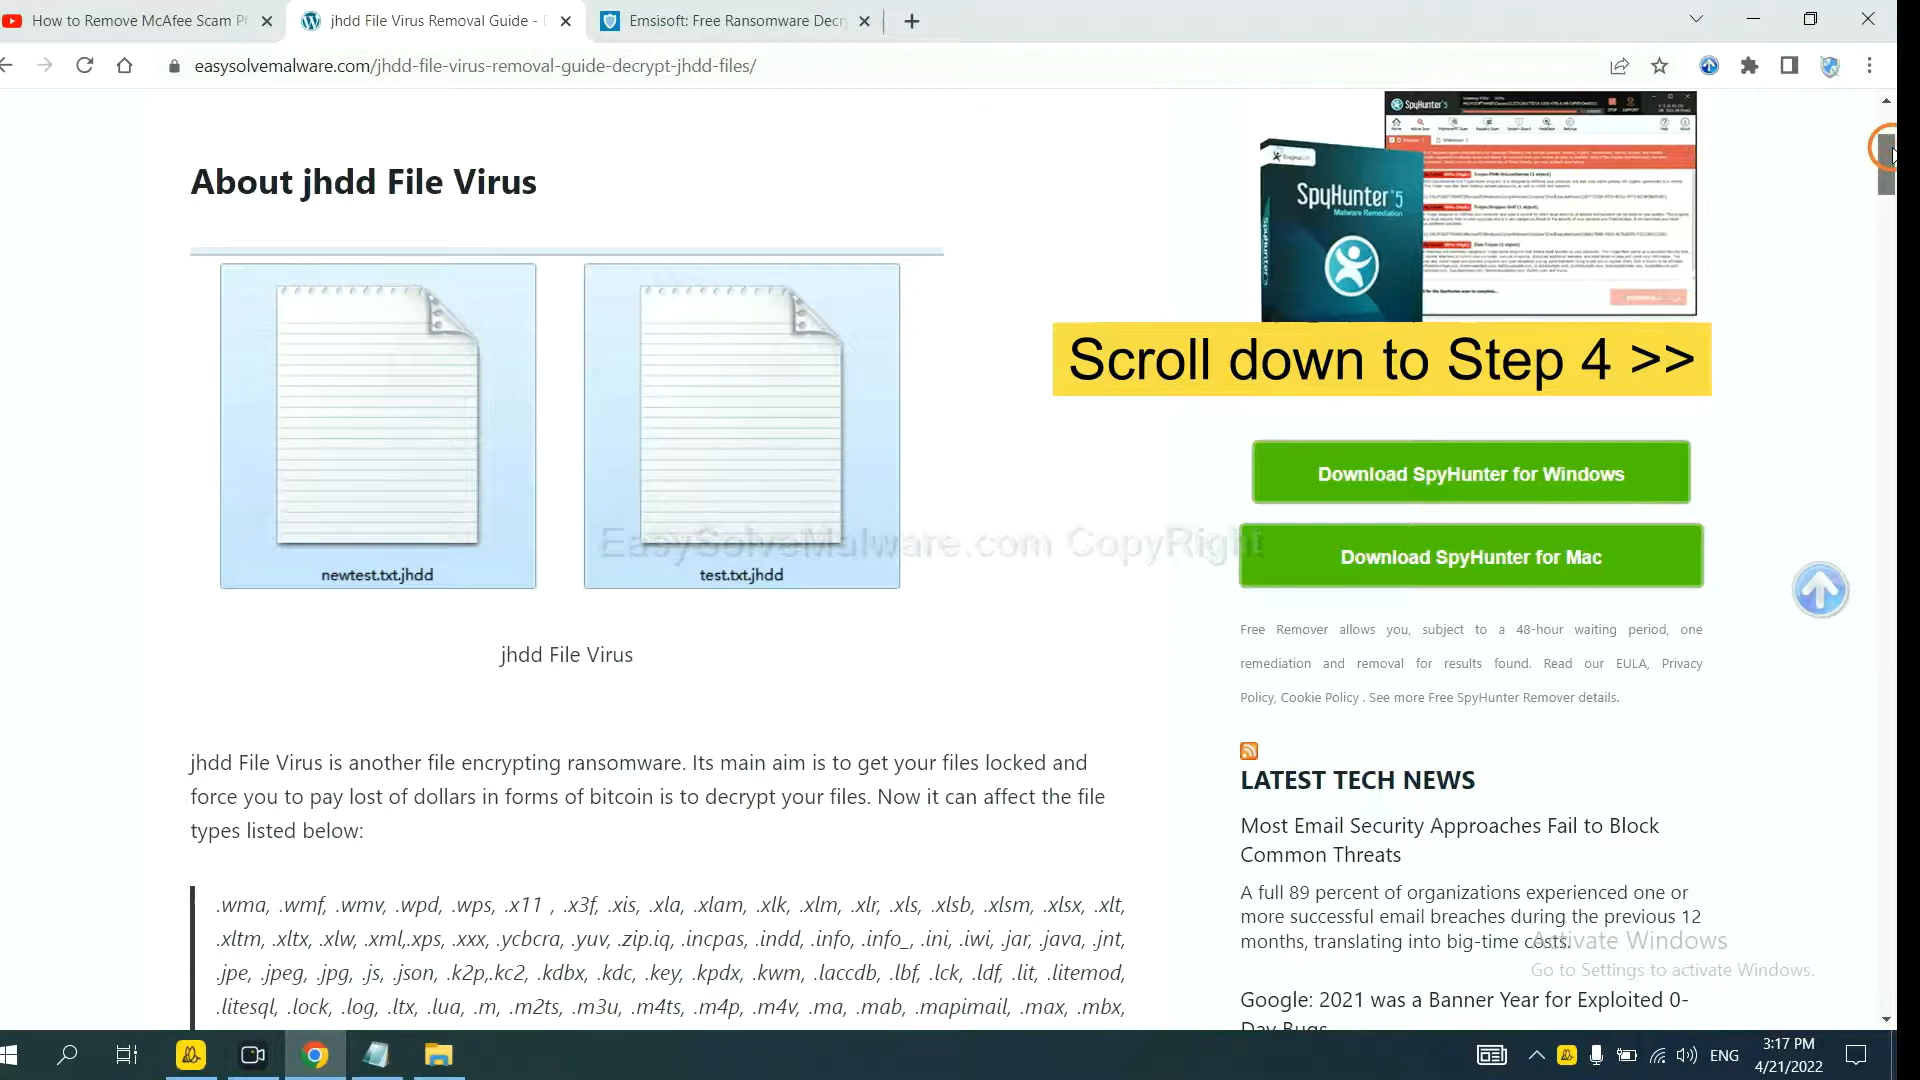 How to Remove McAfee Scam P
jhdd File Virus Removal Guide -
Emsisoft: Free Ransomware Decr
easysolvemalware.com/jhdd-file-virus-removal-guide-decrypt-jhdd-files/
About jhdd File Virus
SpyHunter 5
SpyHunter 5
Malware Remediation
Scroll down to Step 4 >>
Download SpyHunter for Windows
Download SpyHunter for Mac
EasySolveMalware.com CopyRight
newtest.txt.jhdd
test.txt.jhdd
jhdd File Virus
Free Remover allows you, subject to a 48-hour waiting period, one
remediation and removal for results found. Read our EULA, Privacy
Policy, Cookie Policy . See more Free SpyHunter Remover details.
jhdd File Virus is another file encrypting ransomware. Its main aim is to get your files locked and
force you to pay lost of dollars in forms of bitcoin is to decrypt your files. Now it can affect the file
types listed below:
.wma, .wmf, .wmv, .wpd, .wps, .x11 , .x3f, .xis, .xla, .xlam, .xlk, .xlm, .xlr, .xls, .xlsb, .xlsm, .xlsx, .xlt,
.xltm, .xltx, .xlw, .xml,.xps, .xxx, .ycbcra, .yuv, .zip.iq, .incpas, .indd, .info, .info_, .ini, .iwi, .jar, .java, .jnt,
.jpe, .jpeg, .jpg, .js, .json, .k2p,.kc2, .kdbx, .kdc, .key, .kpdx, .kwm, .laccdb, .lbf, .lck, .ldf, .lit, .litemod,
.litesql, .lock, .log, .ltx, .lua, .m, .m2ts, .m3u, .m4ts, .m4p, .m4v, .ma, .mab, .mapimail, .max, .mbx,
LATEST TECH NEWS
Most Email Security Approaches Fail to Block
Common Threats
A full 89 percent of organizations experienced one or
more successful email breaches during the previous 12
months, translating into big-time costs.
Google: 2021 was a Banner Year for Exploited 0-
Day Bugs
Activate Windows
Go to Settings to activate Windows.
ENG
3:17 PM
4/21/2022